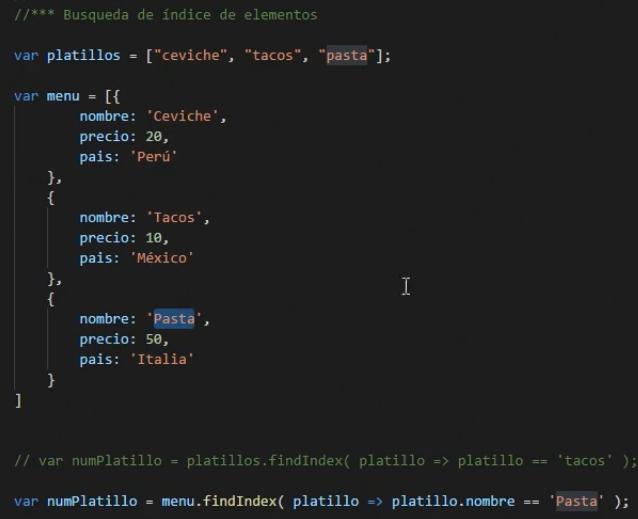 //*** Busqueda de índice de elementos
var platillos = ["ceviche", "tacos", "pasta"];
var menu = [{
nombre: 'Ceviche',
precio: 20,
pais: 'Perú'
},
{
nombre: 'Tacos',
precio: 10,
pais: 'México'
},
{
nombre: 'Pasta',
precio: 50,
pais: 'Italia'
}
]
// var numPlatillo = platillos.findIndex( platillo => platillo == 'tacos' );
var numPlatillo = menu.findIndex( platillo => platillo.nombre == 'Pasta' );